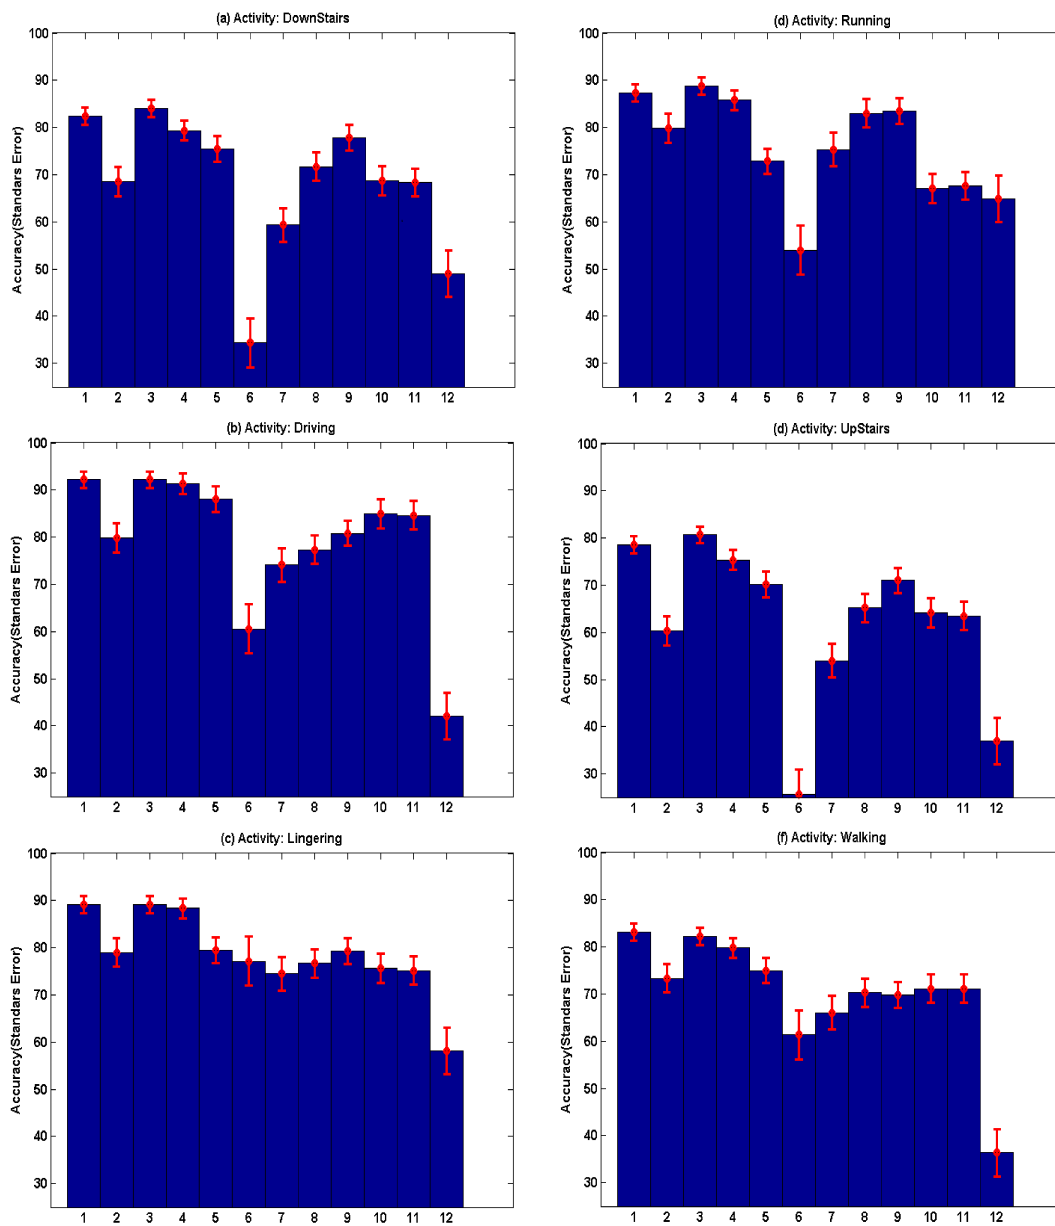 (a) Activity: DownStairs
Accuracy(Standars Error)
100
90
80
70
60
50
40
30
1 2 3 4 5 6 7 8 9 10 11 12
(d) Activity: Running
Accuracy(Standars Error)
100
90
80
70
60
50
40
30
1 2 3 4 5 6 7 8 9 10 11 12
(b) Activity: Driving
Accuracy(Standars Error)
100
90
80
70
60
50
40
30
1 2 3 4 5 6 7 8 9 10 11 12
(d) Activity: UpStairs
Accuracy(Standars Error)
100
90
80
70
60
50
40
30
1 2 3 4 5 6 7 8 9 10 11 12
(c) Activity: Lingering
Accuracy(Standars Error)
100
90
80
70
60
50
40
30
1 2 3 4 5 6 7 8 9 10 11 12
(f) Activity: Walking
Accuracy(Standars Error)
100
90
80
70
60
50
40
30
1 2 3 4 5 6 7 8 9 10 11 12